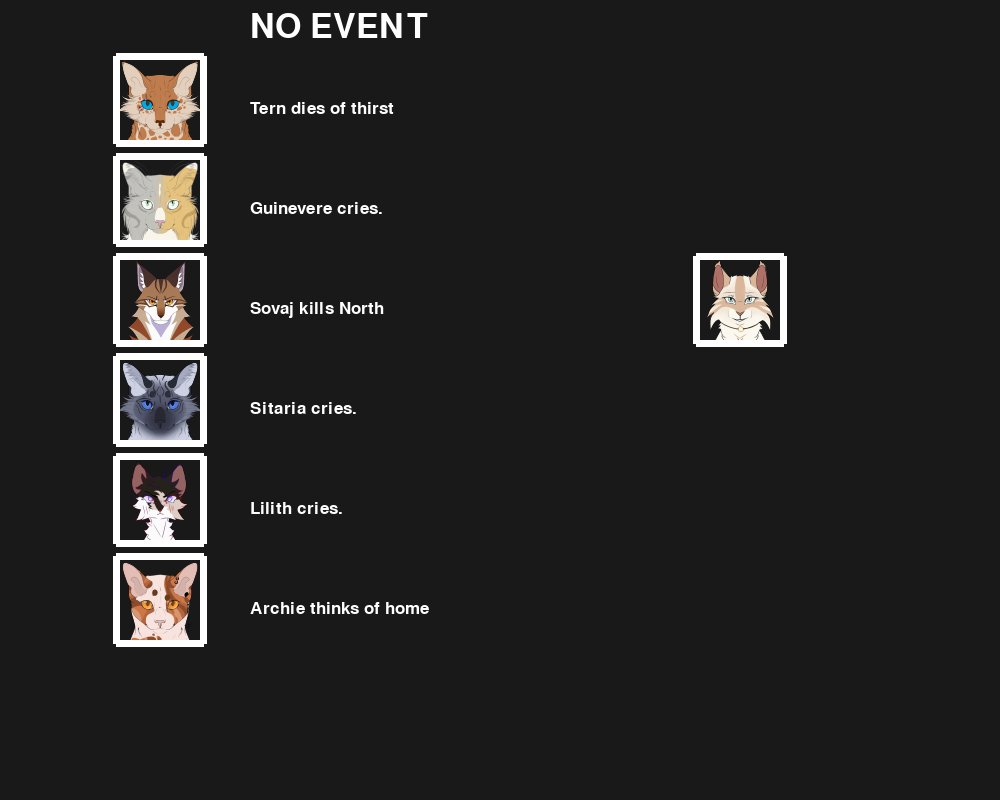 NO EVENT
Tern dies of thirst
Guinevere cries.
Sovaj kills North
Sitaria cries.
Lilith cries.
Archie thinks of home